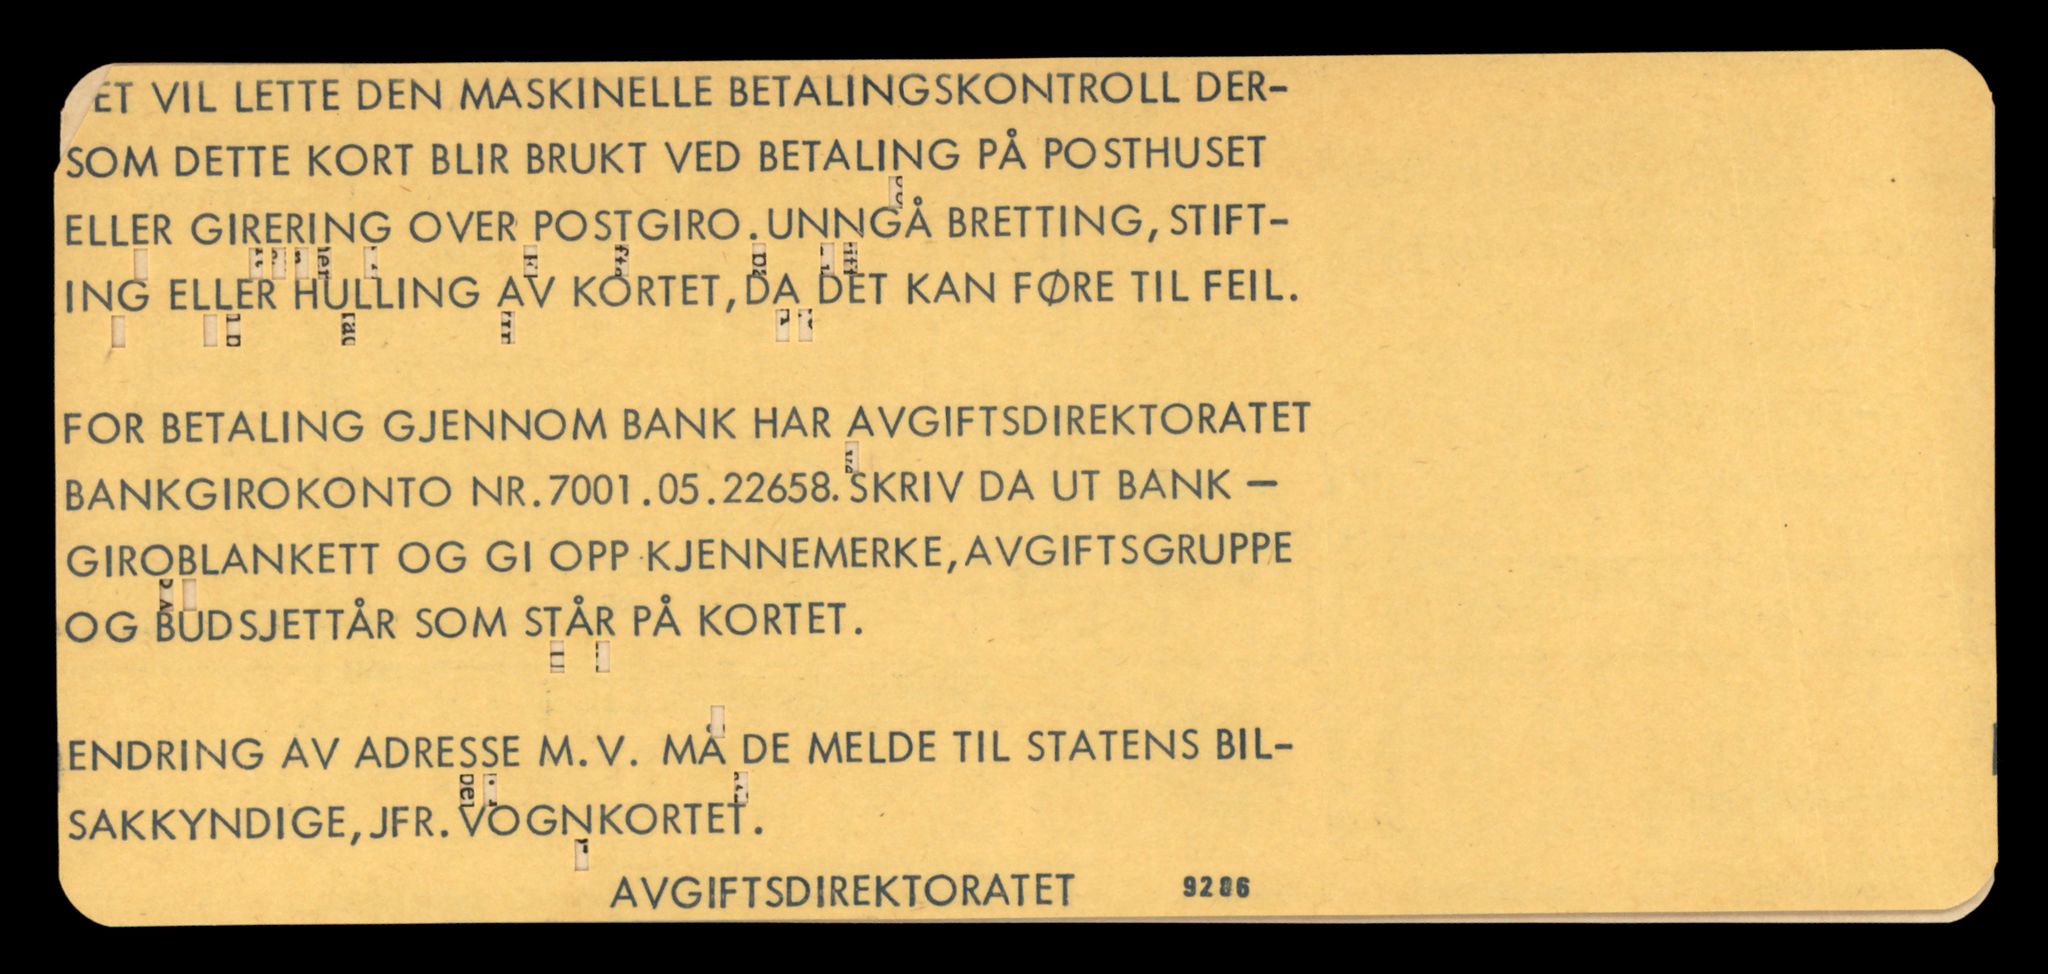 ET VIL LETTE DEN MASKINELLE BETALINGSKONTROLL DER-
SOM DETTE KORT BLIR BRUKT VED BETALING PÅ POSTHUSET
ELLER GIRERING OVER POSTGIRO. UNNGÅ BRETTING, STIFT-
ING ELLER HULLING AV KORTET, DA DET KAN FØRE TIL FEIL.
FOR BETALING GJENNOM BANK HAR AVGIFTSDIREKTORATET
BANKGIROKONTO NR. 7001.05.22658. SKRIV DA UT BANK –
GIROBLANKETT OG GI OPP KJENNEMERKE, AVGIFTSGRUPPE
OG BUDSJETTÅR SOM STÅR PÅ KORTET.
ENDRING AV ADRESSE M.V. MÅ DE MELDE TIL STATENS BIL-
SAKKYNDIGE, JFR. VOGNKORTET.
AVGIFTSDIREKTORATET 9286